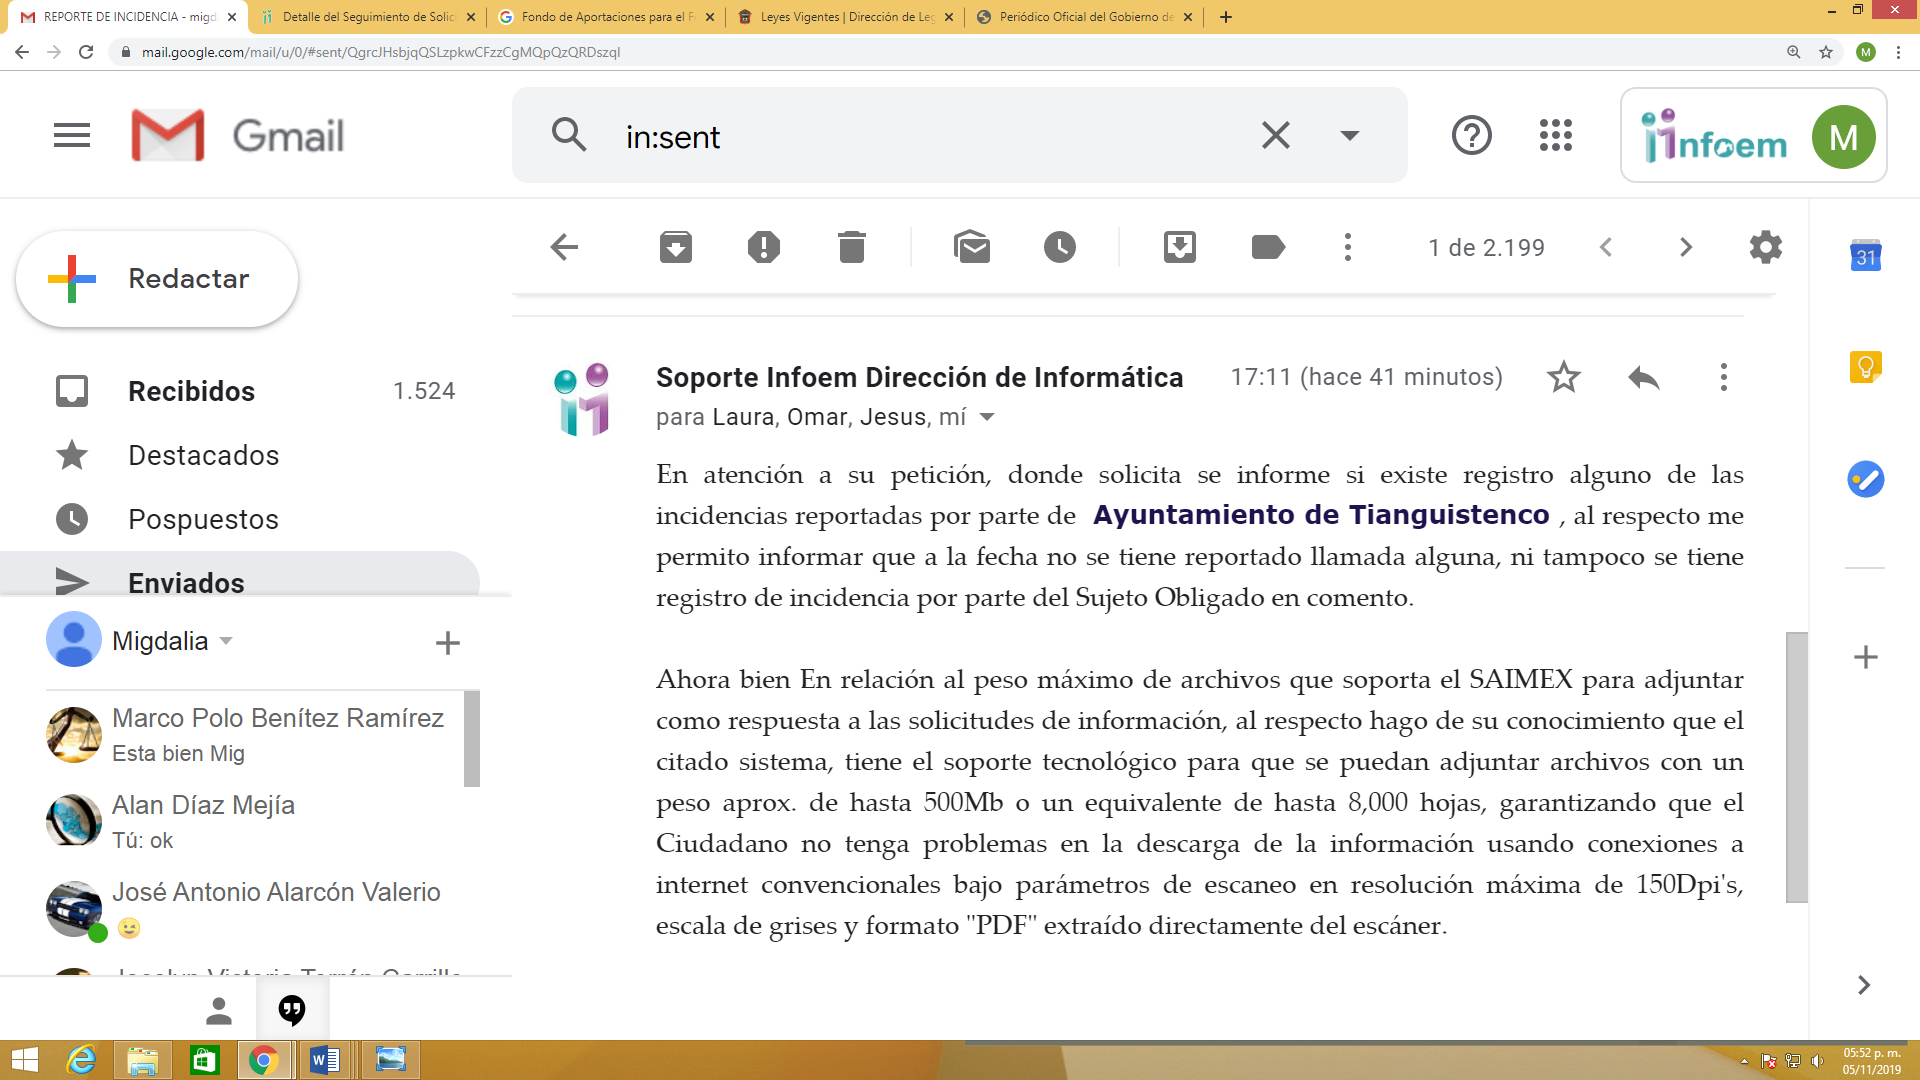 REPORTE DE INCIDENCIA - migd
Detalle del Seguimiento de Solici
Fondo de Aportaciones para el F
Leyes Vigentes | Dirección de Leg
Periódico Oficial del Gobierno de
mail.google.com/mail/u/0/#sent/QgrcJHsbjqQSLzpkwCFzzCgMQpQzQRDszql
M
Gmail
in:sent
infoem
M
Redactar
1 de 2.199
31
Recibidos 1.524
Destacados
Pospuestos
Enviados
Migdalia
Marco Polo Benítez Ramírez
Esta bien Mig
Alan Díaz Mejía
Tú: ok
José Antonio Alarcón Valerio
Soporte Infoem Dirección de Informática 17:11 (hace 41 minutos)
para Laura, Omar, Jesus, mí
En atención a su petición, donde solicita se informe si existe registro alguno de las
incidencias reportadas por parte de Ayuntamiento de Tianguistenco , al respecto me
permito informar que a la fecha no se tiene reportado llamada alguna, ni tampoco se tiene
registro de incidencia por parte del Sujeto Obligado en comento.
Ahora bien En relación al peso máximo de archivos que soporta el SAIMEX para adjuntar
como respuesta a las solicitudes de información, al respecto hago de su conocimiento que el
citado sistema, tiene el soporte tecnológico para que se puedan adjuntar archivos con un
peso aprox. de hasta 500Mb o un equivalente de hasta 8,000 hojas, garantizando que el
Ciudadano no tenga problemas en la descarga de la información usando conexiones a
internet convencionales bajo parámetros de escaneo en resolución máxima de 150Dpi's,
escala de grises y formato "PDF" extraído directamente del escáner.
05:52 p. m.
05/11/2019